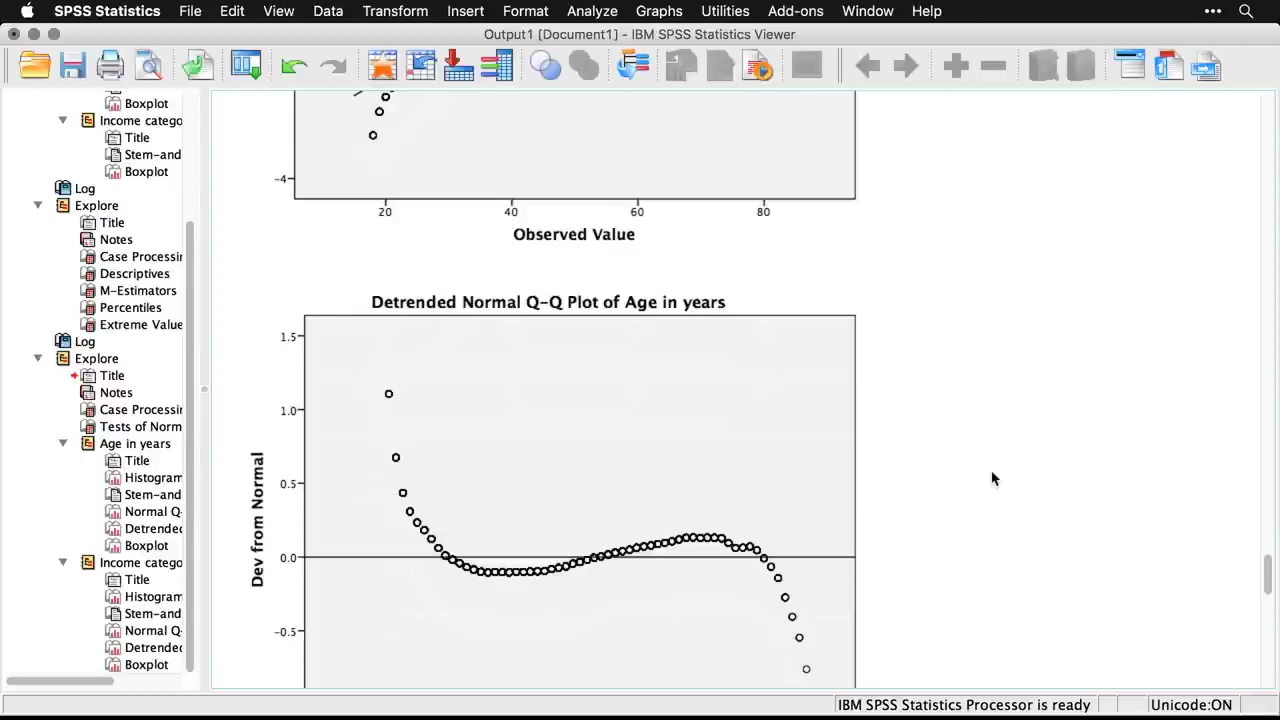 SPSS Statistics File Edit View Data Transform Insert Format Analyze Graphs Utilities Add-ons Window Help
Output1 [Document1] - IBM SPSS Statistics Viewer
Boxplot
Income catego
Title
Stem-and
Boxplot
Log
Explore
Title
Notes
Case Processin
Descriptives
M-Estimators
Percentiles
Extreme Value
Log
Explore
Title
Notes
Case Processin
Tests of Norm
Age in years
Title
Histogram
Stem-and
Normal Q-
Detrended
Boxplot
Income catego
Title
Histogram
Stem-and
Normal Q-
Detrended
Boxplot
-4
20 40 60 80
Observed Value
Detrended Normal Q-Q Plot of Age in years
Dev from Normal
1.5
1.0
0.5
0.0
-0.5
IBM SPSS Statistics Processor is ready
Unicode:ON